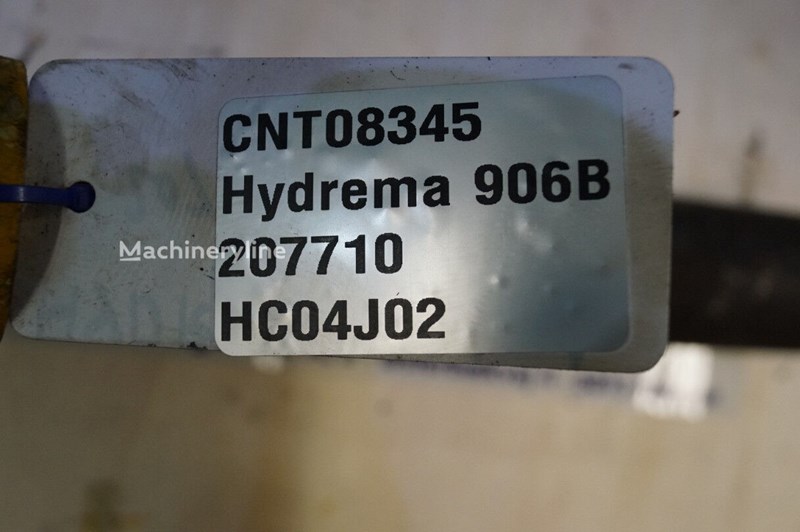 CNT08345
Hydrema 906B
Machineryline
207710
HC04J02